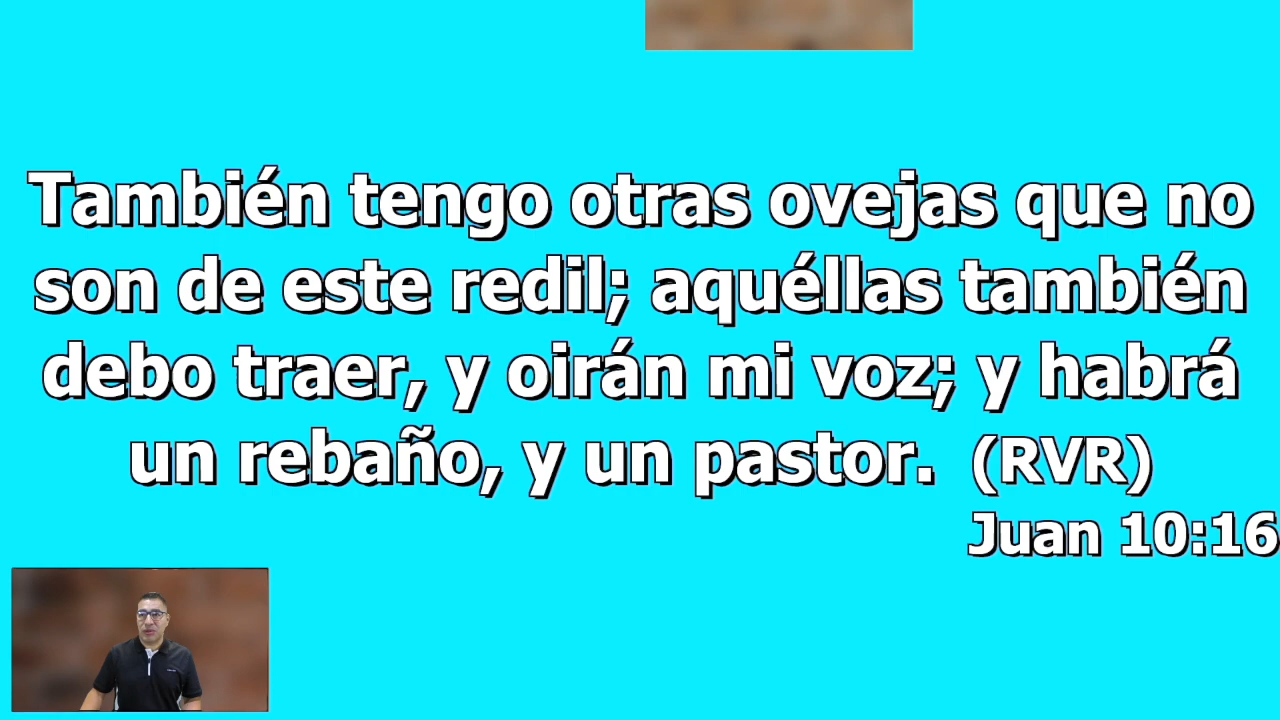 También tengo otras ovejas que no
son de este redil; aquéllas también
debo traer, y oirán mi voz; y habrá
un rebaño, y un pastor. (RVR)
Juan 10:16